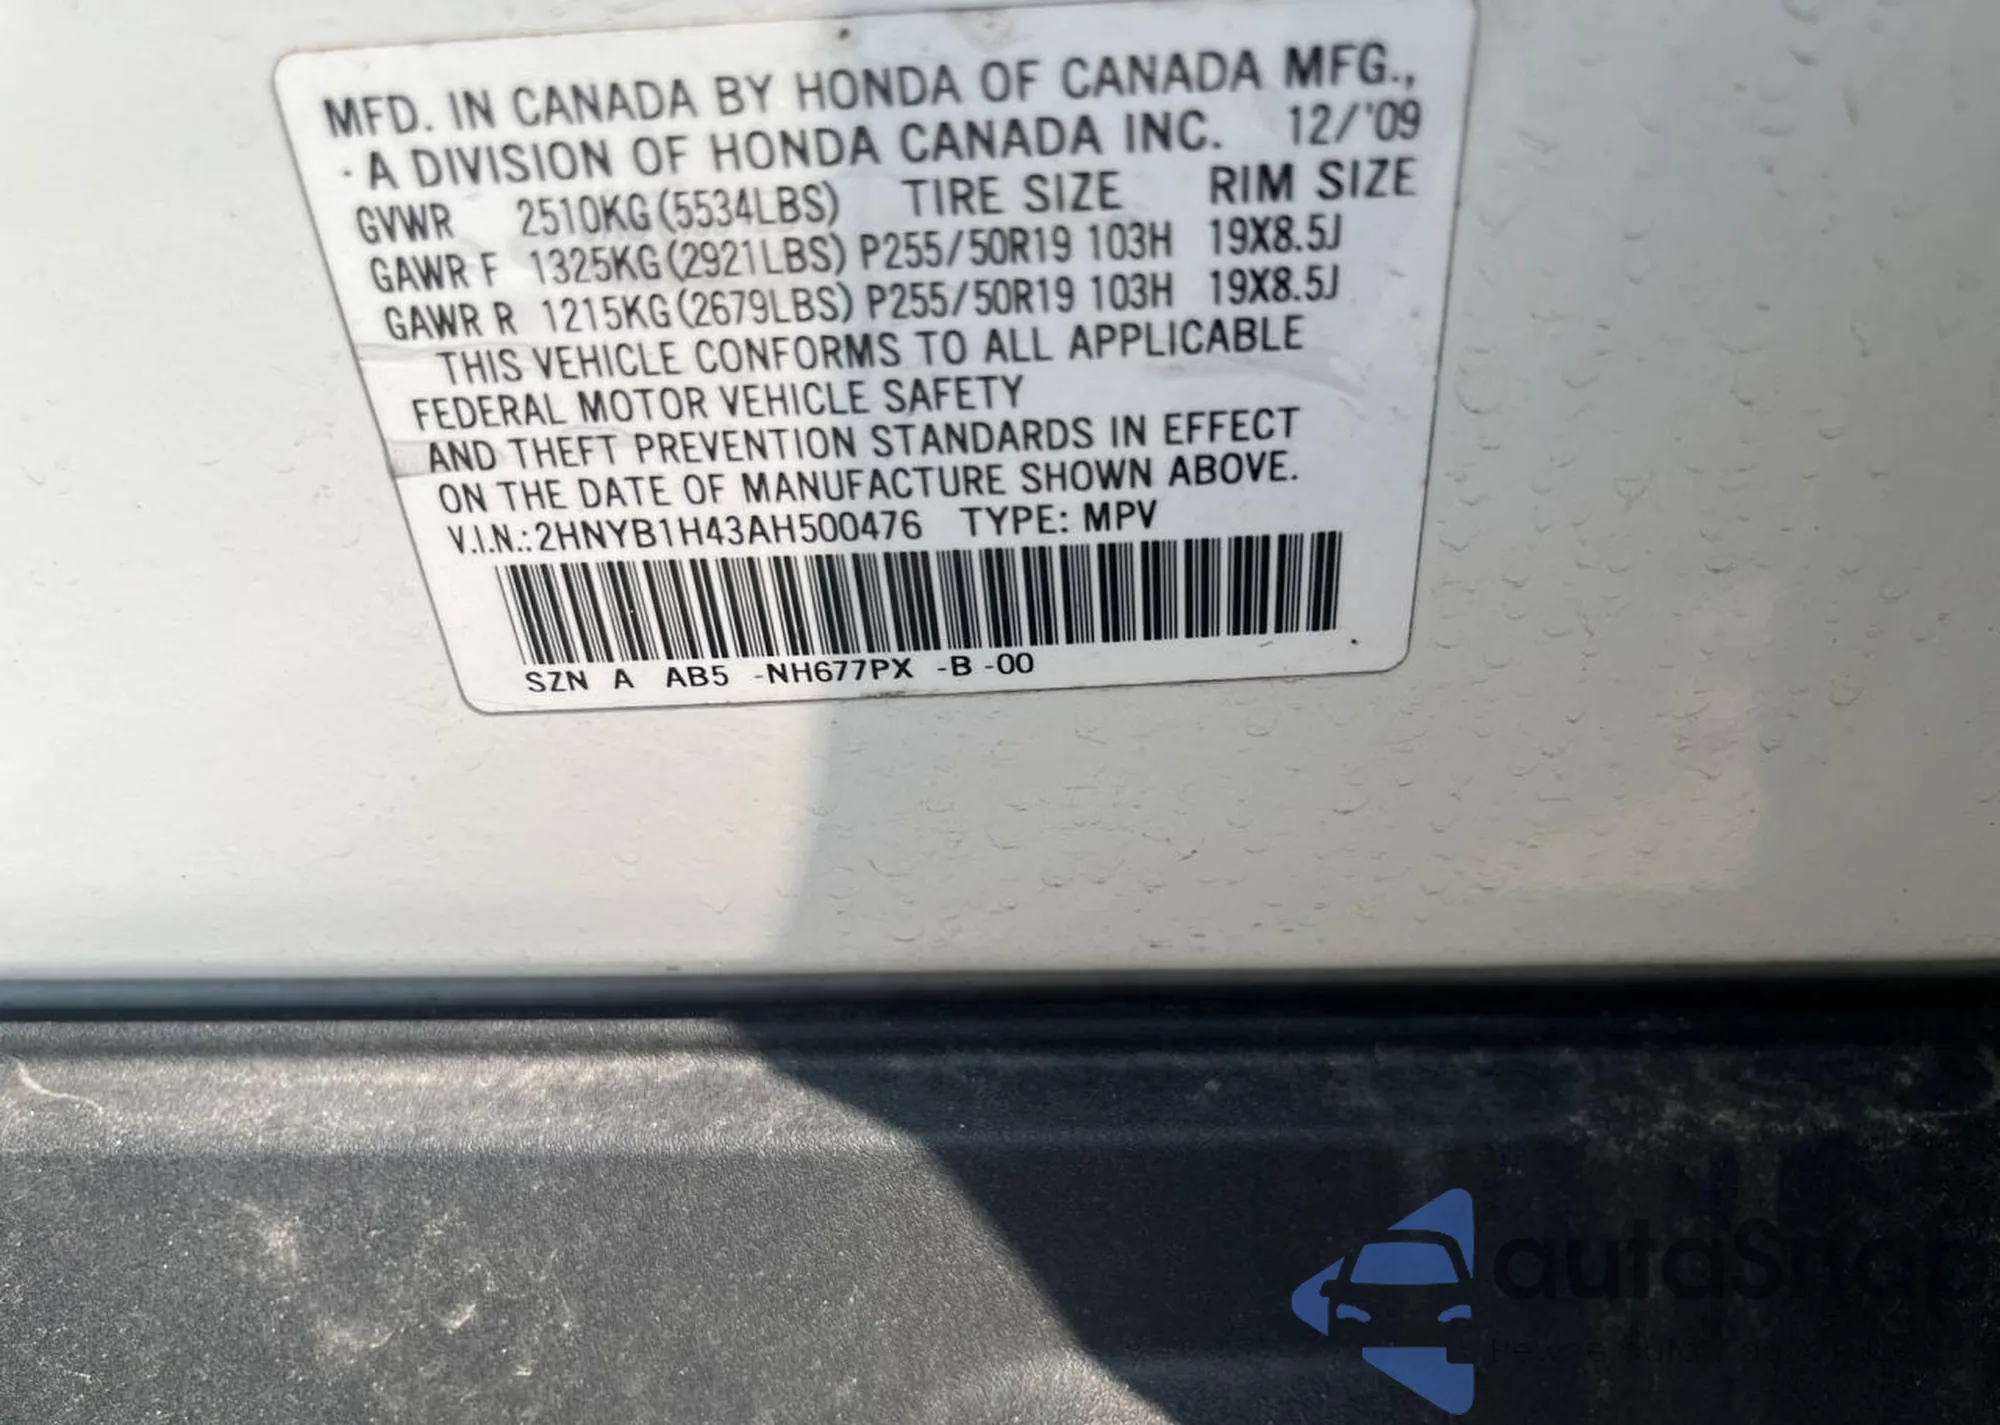 MFD. IN CANADA BY HONDA OF CANADA MFG.,
A DIVISION OF HONDA CANADA INC. 12/'09
GVWR 2510KG(5534LBS) TIRE SIZE RIM SIZE
GAWR F 1325KG(2921LBS) P255/50R19 103H 19X8.5J
GAWR R 1215KG(2679LBS) P255/50R19 103H 19X8.5J
THIS VEHICLE CONFORMS TO ALL APPLICABLE
FEDERAL MOTOR VEHICLE SAFETY
AND THEFT PREVENTION STANDARDS IN EFFECT
ON THE DATE OF MANUFACTURE SHOWN ABOVE.
V.I.N.: 2HNYB1H43AH500476 TYPE: MPV
SZN A AB5 -NH677PX -B -00
autoSnap